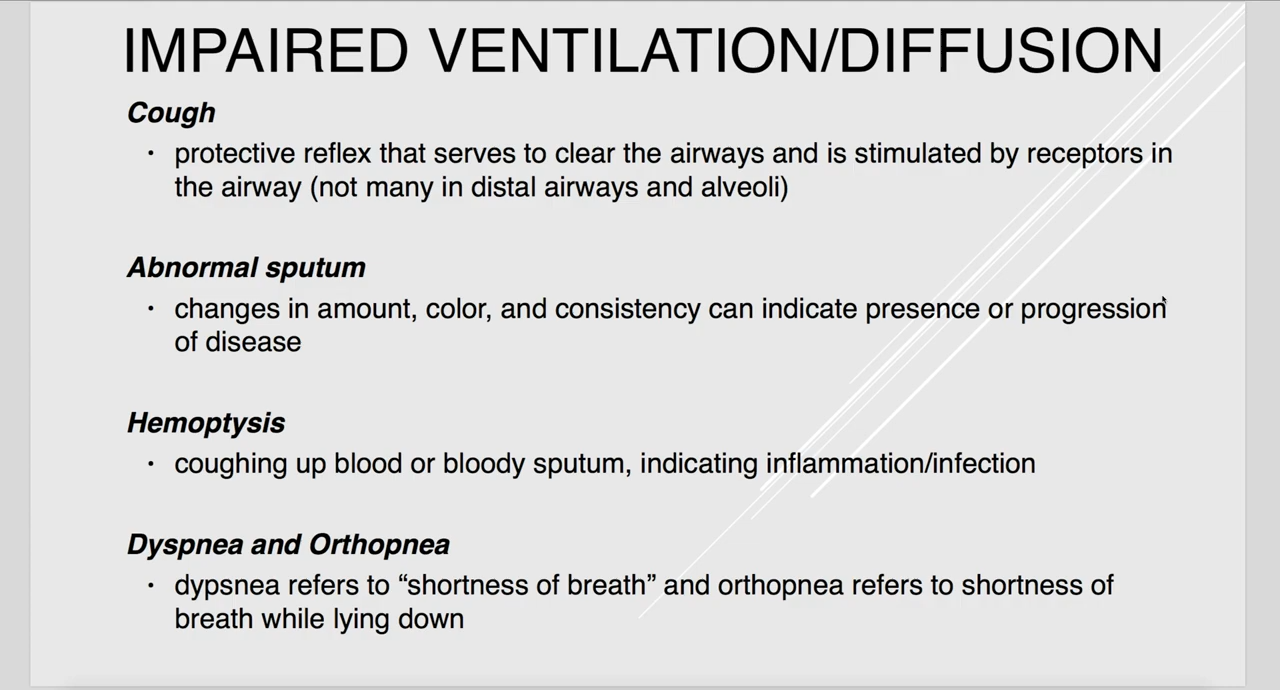 IMPAIRED VENTILATION/DIFFUSION
Cough
· protective reflex that serves to clear the airways and is stimulated by receptors in
the airway (not many in distal airways and alveoli)
Abnormal sputum
· changes in amount, color, and consistency can indicate presence or progression
of disease
Hemoptysis
· coughing up blood or bloody sputum, indicating inflammation/infection
Dyspnea and Orthopnea
· dypsnea refers to “shortness of breath” and orthopnea refers to shortness of
breath while lying down